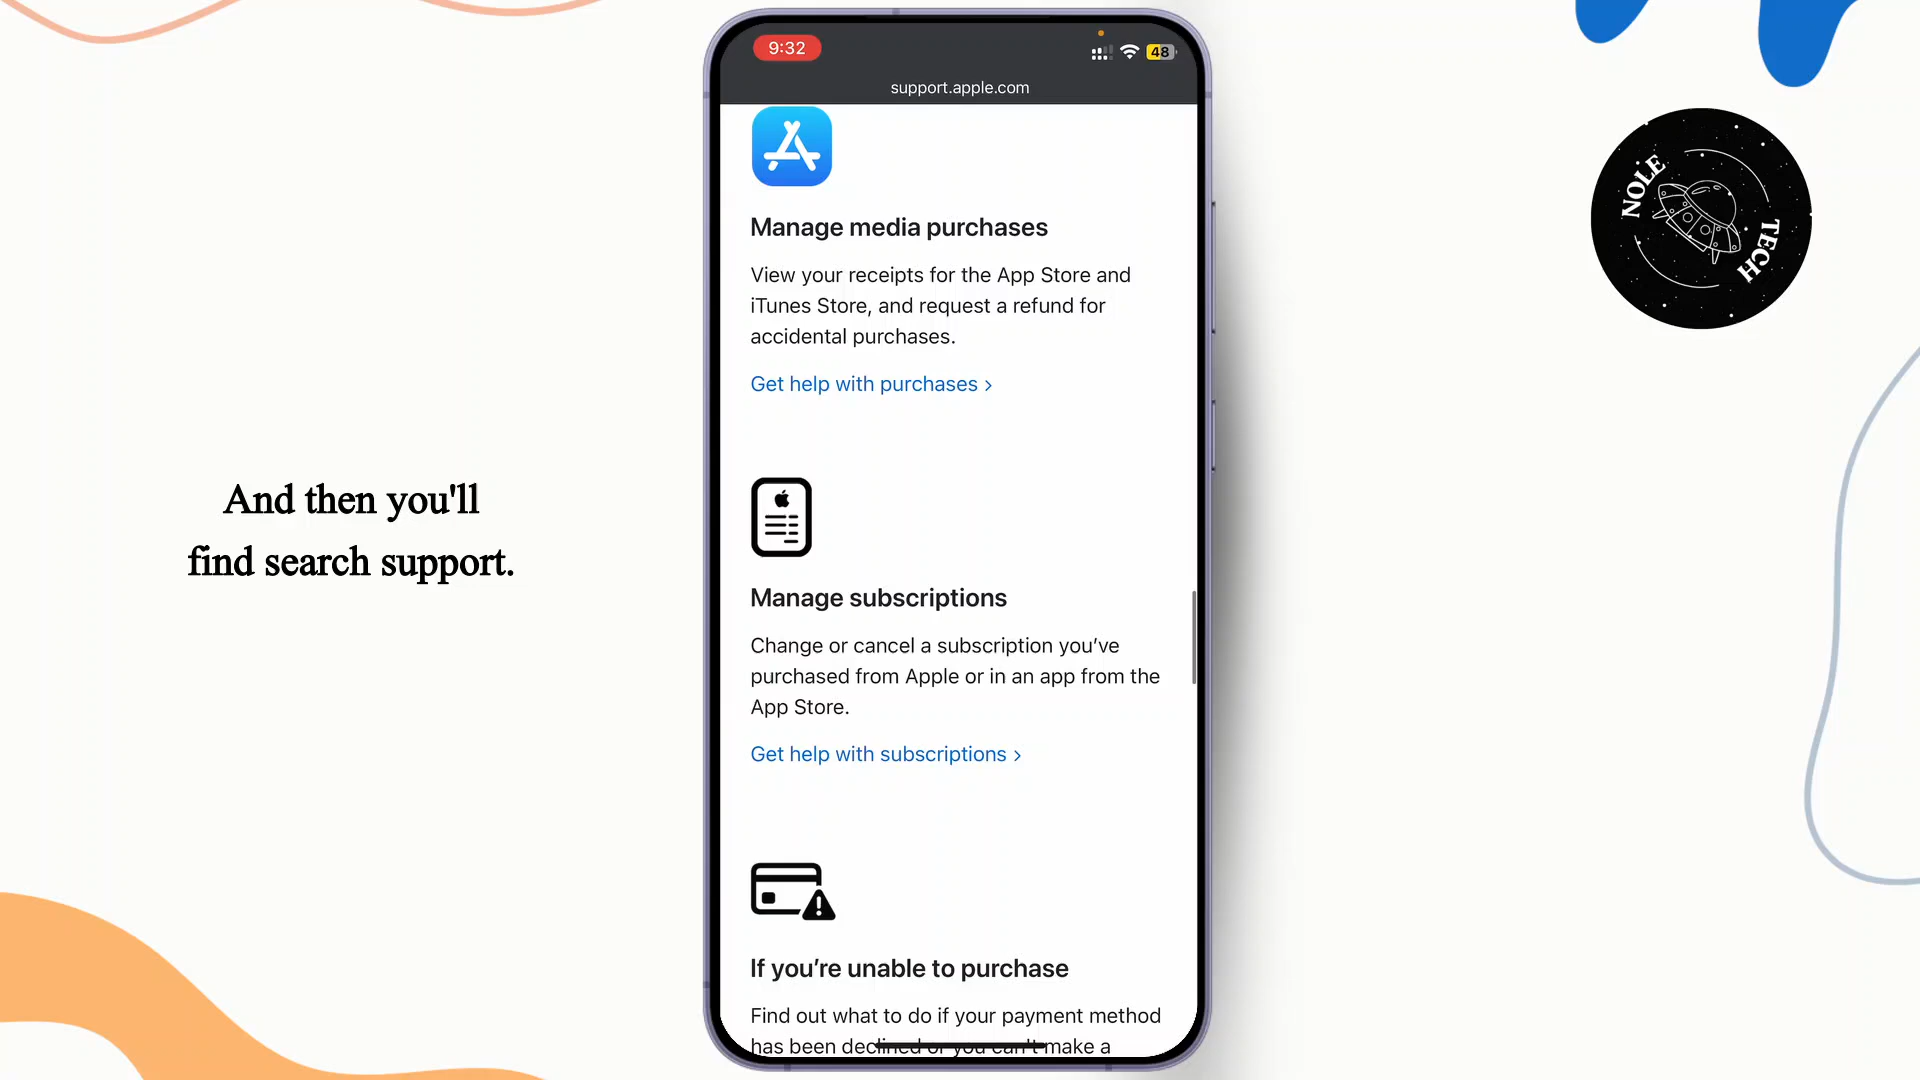 9:32
48
support.apple.com
NOLE
TECH
Manage media purchases
View your receipts for the App Store and
iTunes Store, and request a refund for
accidental purchases.
Get help with purchases >
And then you'll
find search support.
Manage subscriptions
Change or cancel a subscription you’ve
purchased from Apple or in an app from the
App Store.
Get help with subscriptions >
If you’re unable to purchase
Find out what to do if your payment method
has been declined or you can't make a